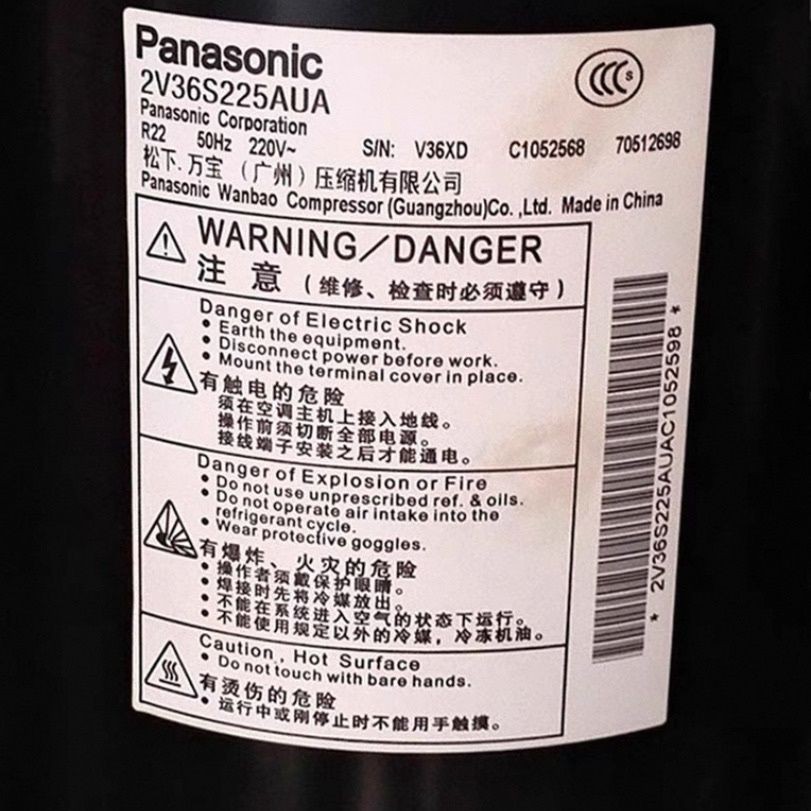 Panasonic
2V36S225AUA
Panasonic Corporation
R22 50Hz 220V~ S/N: V36XD C1052568 70512698
松下.万宝（广州）压缩机有限公司
Panasonic Wanbao Compressor (Guangzhou)Co.,Ltd. Made in China
CCC S
WARNING/DANGER
注 意（维修、检查时必须遵守）
Danger of Electric Shock
• Earth the equipment.
• Disconnect power before work.
• Mount the terminal cover in place.
有触电的危险
须在空调主机上接入地线。
操作前须切断全部电源。
接线端子安装之后才能通电。
Danger of Explosion or Fire
• Do not use unprescribed ref. & oils.
• Do not operate air intake into the
refrigerant cycle.
• Wear protective goggles.
有爆炸、火灾的危险
• 操作者须戴保护眼睛。
• 焊接时先将冷媒放出。
• 不能在系统进入空气的状态下运行。
• 不能使用规定以外的冷媒，冷冻机油。
Caution, Hot Surface
• Do not touch with bare hands.
有烫伤的危险
• 运行中或刚停止时不能用手触摸。
* 2V36S225AUAC1052598 *